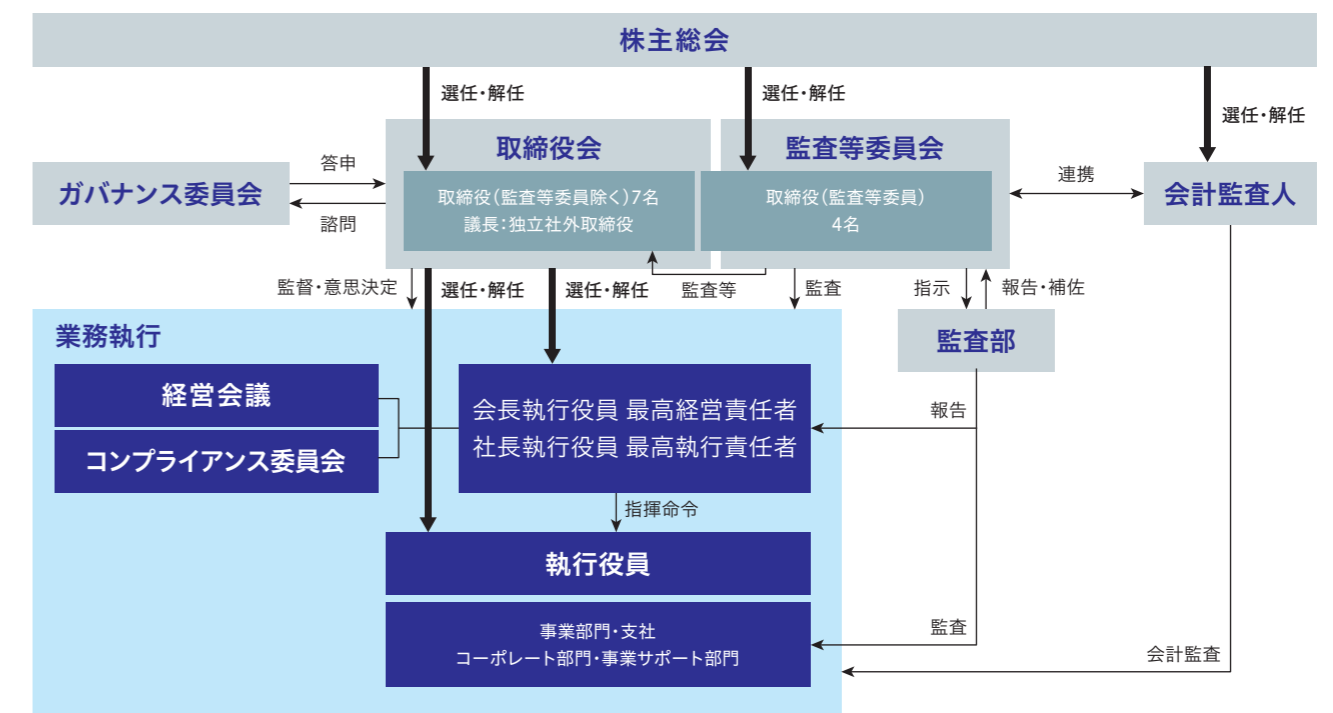 株主総会
選任・解任
選任・解任
選任・解任
取締役会
監査等委員会
ガバナンス委員会
答申
諮問
取締役（監査等委員除く）7名
議長：独立社外取締役
取締役（監査等委員）
4名
連携
会計監査人
監督・意思決定
選任・解任
選任・解任
監査等
監査
指示
報告・補佐
業務執行
監査部
経営会議
コンプライアンス委員会
会長執行役員 最高経営責任者
社長執行役員 最高執行責任者
報告
指揮命令
執行役員
事業部門・支社
コーポレート部門・事業サポート部門
監査
会計監査